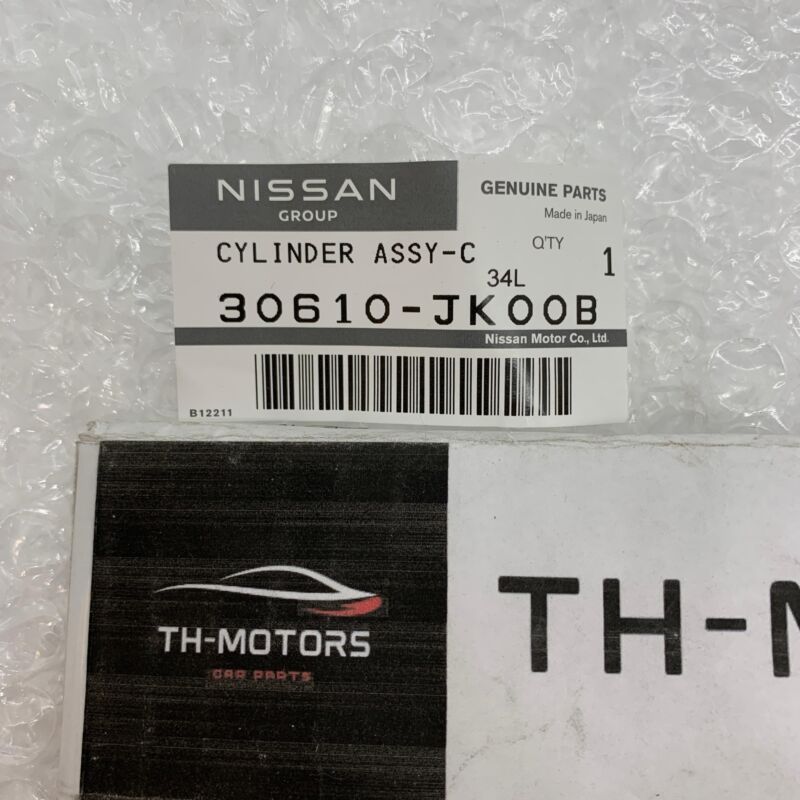 NISSAN
GROUP
GENUINE PARTS
Made in Japan
CYLINDER ASSY-C
Q'TY
1
34L
30610-JK00B
Nissan Motor Co., Ltd.
B12211
TH-MOTORS
CAR PARTS
TH-M